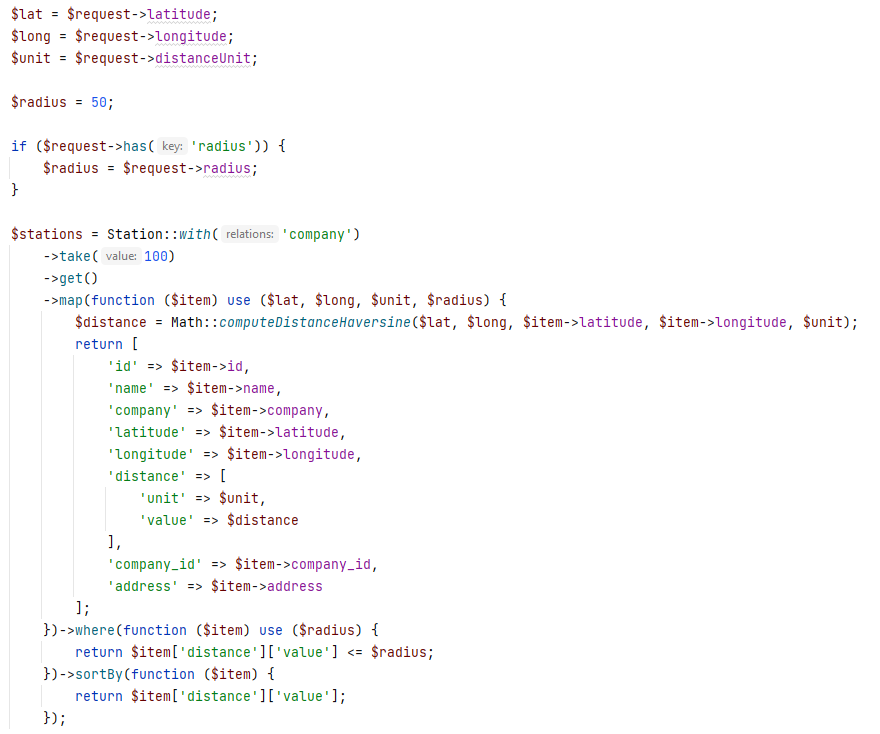 $lat = $request->latitude;
$long = $request->longitude;
$unit = $request->distanceUnit;

$radius = 50;

if ($request->has( key: 'radius')) {
    $radius = $request->radius;
}

$stations = Station::with( relations: 'company')
    ->take( value: 100)
    ->get()
    ->map(function ($item) use ($lat, $long, $unit, $radius) {
        $distance = Math::computeDistanceHaversine($lat, $long, $item->latitude, $item->longitude, $unit);
        return [
            'id' => $item->id,
            'name' => $item->name,
            'company' => $item->company,
            'latitude' => $item->latitude,
            'longitude' => $item->longitude,
            'distance' => [
                'unit' => $unit,
                'value' => $distance
            ],
            'company_id' => $item->company_id,
            'address' => $item->address
        ];
    })->where(function ($item) use ($radius) {
        return $item['distance']['value'] <= $radius;
    })->sortBy(function ($item) {
        return $item['distance']['value'];
    });